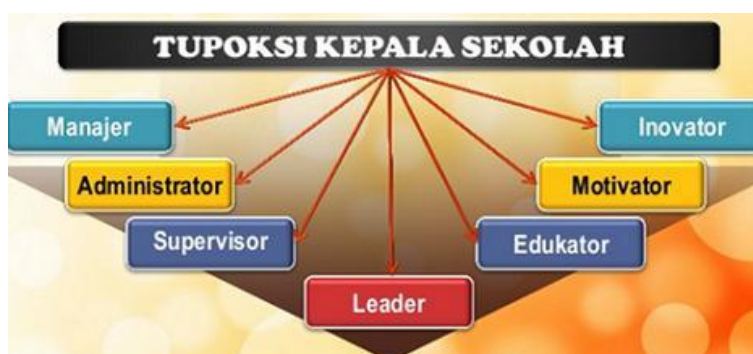 TUPOKSI KEPALA SEKOLAH
Manajer
Inovator
Administrator
Motivator
Supervisor
Edukator
Leader